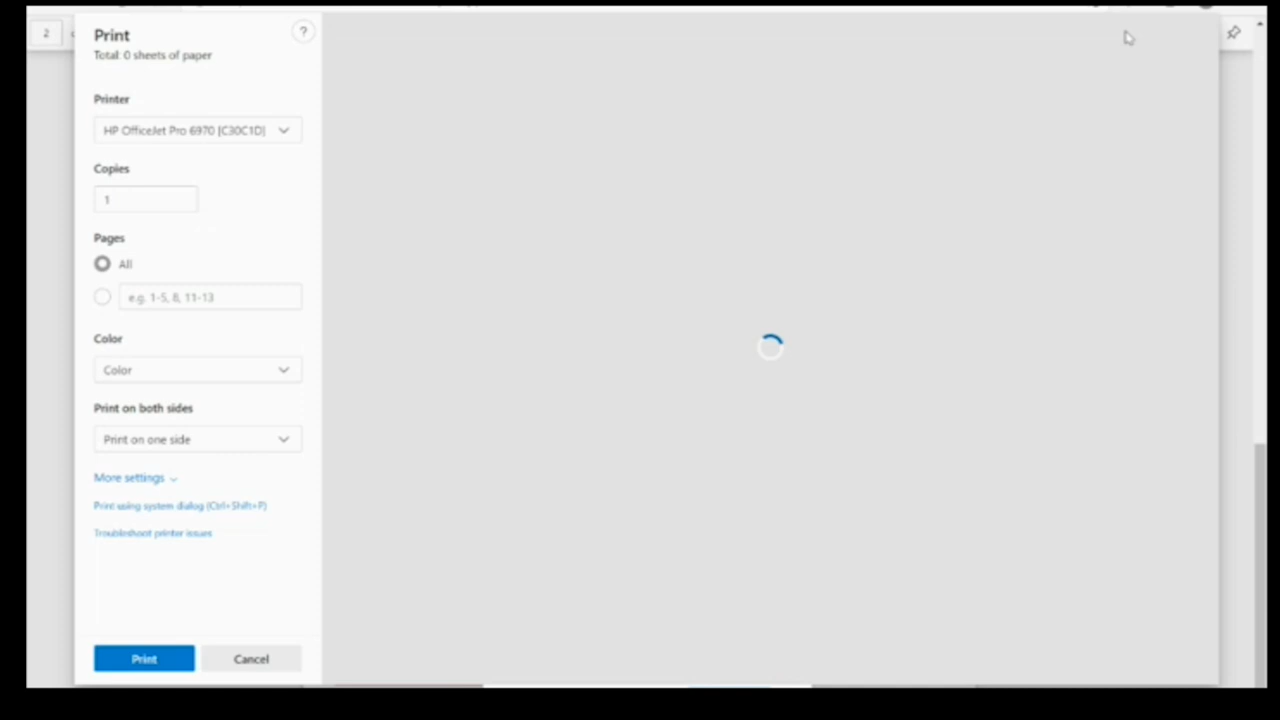 2
Print
?
Total: 0 sheets of paper
Printer
HP OfficeJet Pro 6970 [C30C1D]
Copies
1
Pages
All
e.g. 1-5, 8, 11-13
Color
Color
Print on both sides
Print on one side
More settings
Print using system dialog (Ctrl+Shift+P)
Troubleshoot printer issues
Print
Cancel